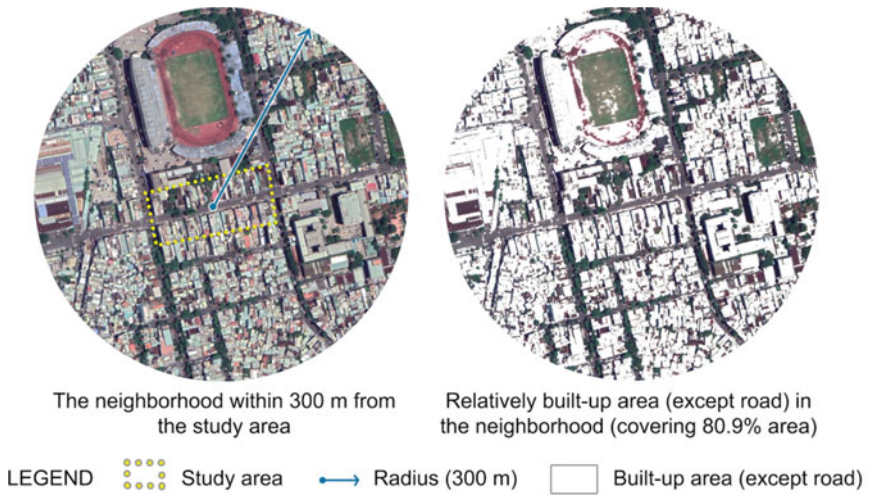 The neighborhood within 300 m from
the study area
Relatively built-up area (except road) in
the neighborhood (covering 80.9% area)
LEGEND Study area Radius (300 m) Built-up area (except road)